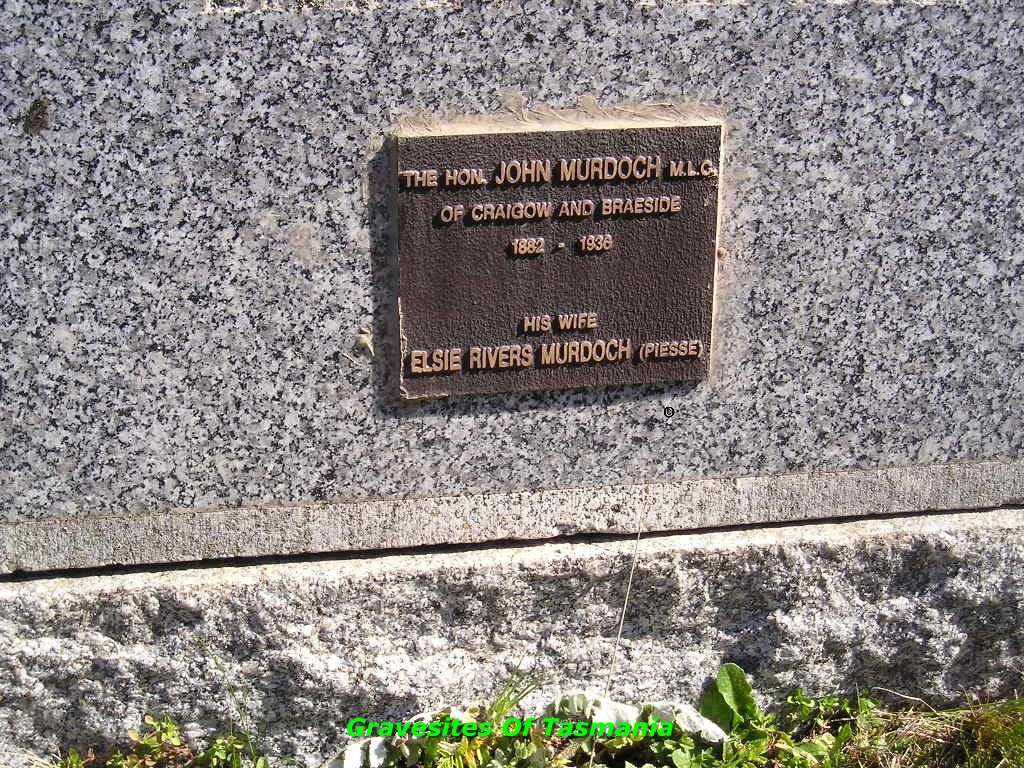 THE HON. JOHN MURDOCH M.L.C.
OF CRAIGOW AND BRAESIDE
1882 - 1936
HIS WIFE
ELSIE RIVERS MURDOCH (PIESSE)
Gravesites Of Tasmania